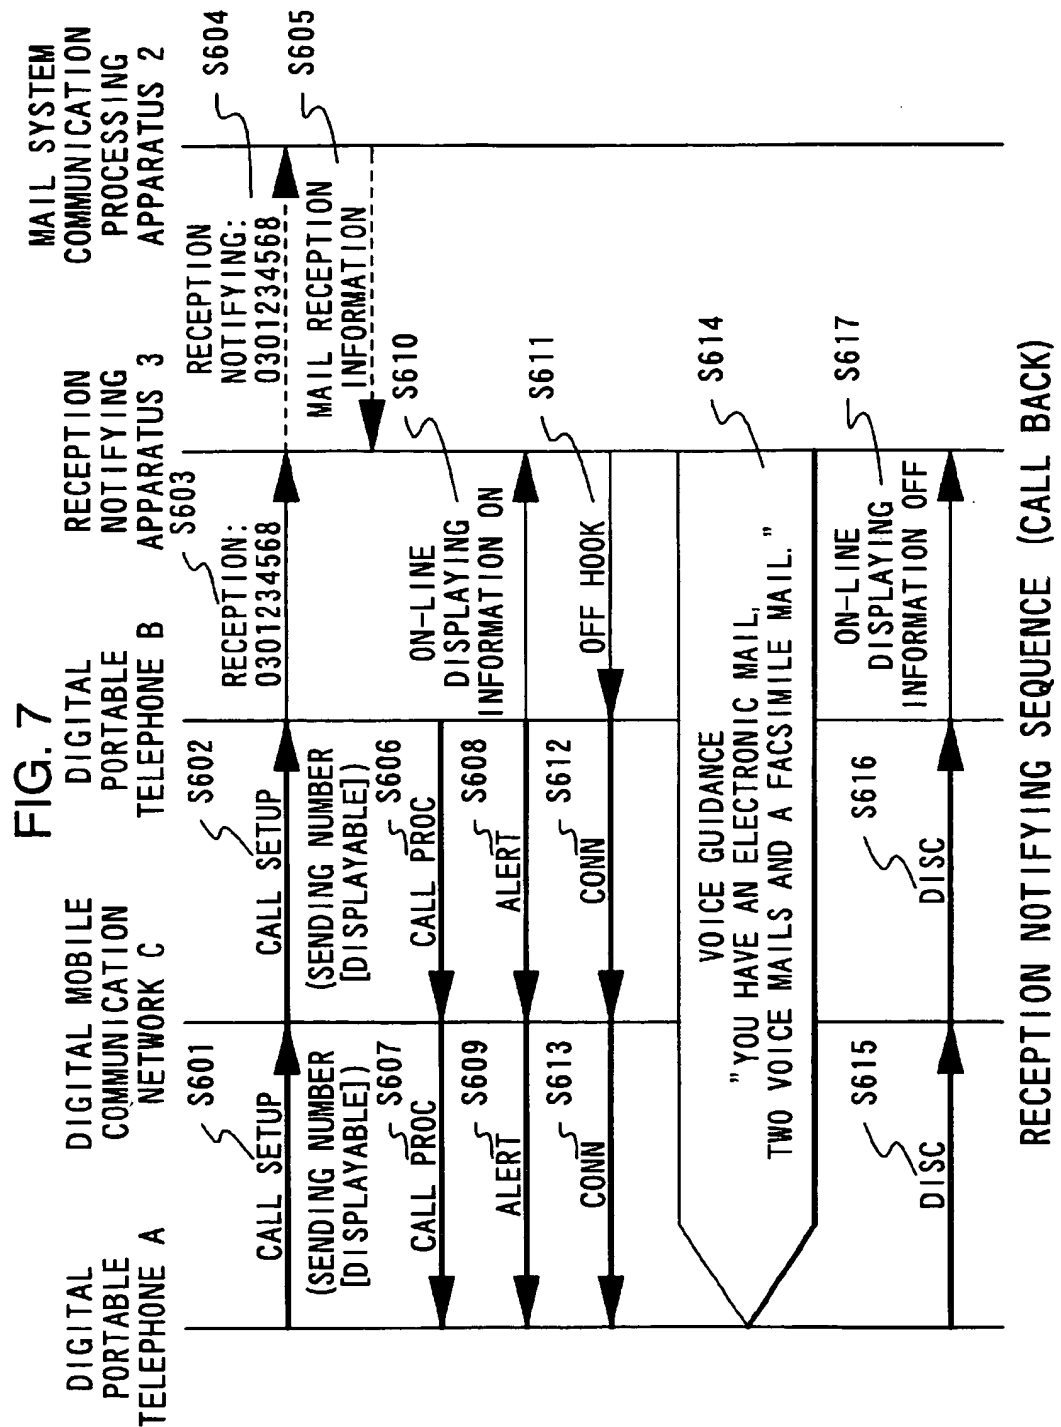 FIG. 7
DIGITAL
PORTABLE
TELEPHONE A
DIGITAL MOBILE
COMMUNICATION
NETWORK C
DIGITAL
PORTABLE
TELEPHONE B
RECEPTION
NOTIFYING
APPARATUS 3
MAIL SYSTEM
COMMUNICATION
PROCESSING
APPARATUS 2
S601
CALL SETUP
(SENDING NUMBER
[DISPLAYABLE])
S602
CALL SETUP
(SENDING NUMBER
[DISPLAYABLE])
S603
RECEPTION:
0301234568
RECEPTION
NOTIFYING:
0301234568
S604
MAIL RECEPTION
INFORMATION
S605
S607
CALL PROC
S606
CALL PROC
S609
ALERT
S608
ALERT
ON-LINE
DISPLAYING
INFORMATION ON
S610
S613
CONN
S612
CONN
OFF HOOK
S611
VOICE GUIDANCE
"YOU HAVE AN ELECTRONIC MAIL,
TWO VOICE MAILS AND A FACSIMILE MAIL."
S614
S615
DISC
S616
DISC
ON-LINE
DISPLAYING
INFORMATION OFF
S617
RECEPTION NOTIFYING SEQUENCE (CALL BACK)